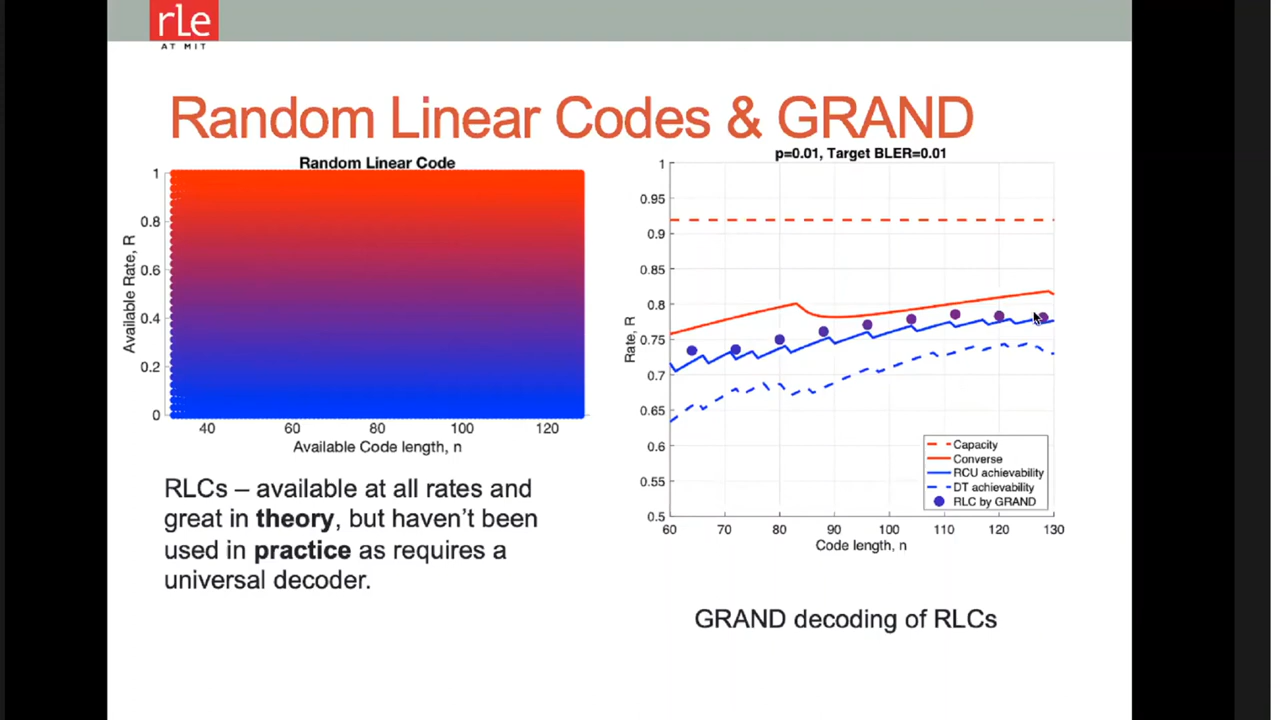 rle
AT MIT
Random Linear Codes & GRAND
Random Linear Code
1
0.8
0.6
0.4
0.2
0
Available Rate, R
40 60 80 100 120
Available Code length, n
RLCs – available at all rates and
great in theory, but haven't been
used in practice as requires a
universal decoder.
p=0.01, Target BLER=0.01
1
0.95
0.9
0.85
0.8
0.75
0.7
0.65
0.6
0.55
0.5
Rate, R
60 70 80 90 100 110 120 130
Code length, n
Capacity
Converse
RCU achievability
DT achievability
RLC by GRAND
GRAND decoding of RLCs